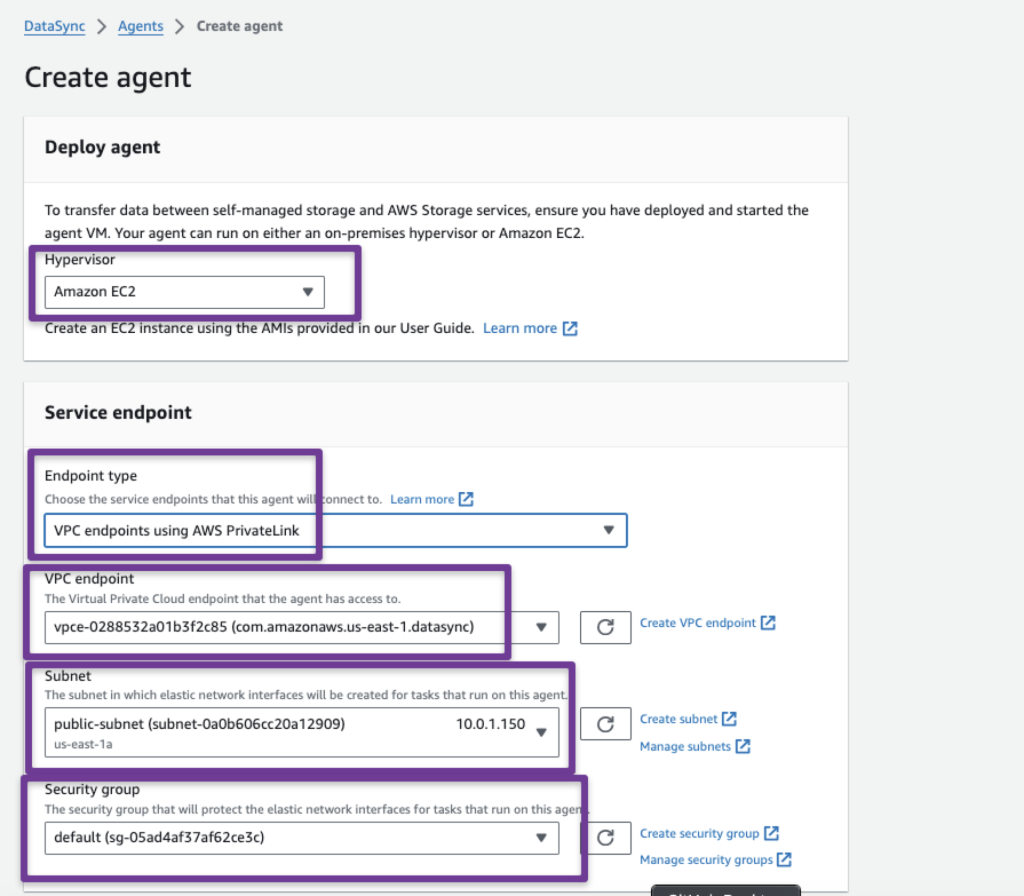 DataSync > Agents > Create agent
Create agent
Deploy agent
To transfer data between self-managed storage and AWS Storage services, ensure you have deployed and started the
agent VM. Your agent can run on either an on-premises hypervisor or Amazon EC2.
Hypervisor
Amazon EC2
Create an EC2 instance using the AMIs provided in our User Guide. Learn more
Service endpoint
Endpoint type
Choose the service endpoints that this agent will connect to. Learn more
VPC endpoints using AWS PrivateLink
VPC endpoint
The Virtual Private Cloud endpoint that the agent has access to.
vpce-0288532a01b3f2c85 (com.amazonaws.us-east-1.datasync)
Create VPC endpoint
Subnet
The subnet in which elastic network interfaces will be created for tasks that run on this agent.
public-subnet (subnet-0a0b606cc20a12909) 10.0.1.150
us-east-1a
Create subnet
Manage subnets
Security group
The security group that will protect the elastic network interfaces for tasks that run on this agent.
default (sg-05ad4af37af62ce3c)
Create security group
Manage security groups